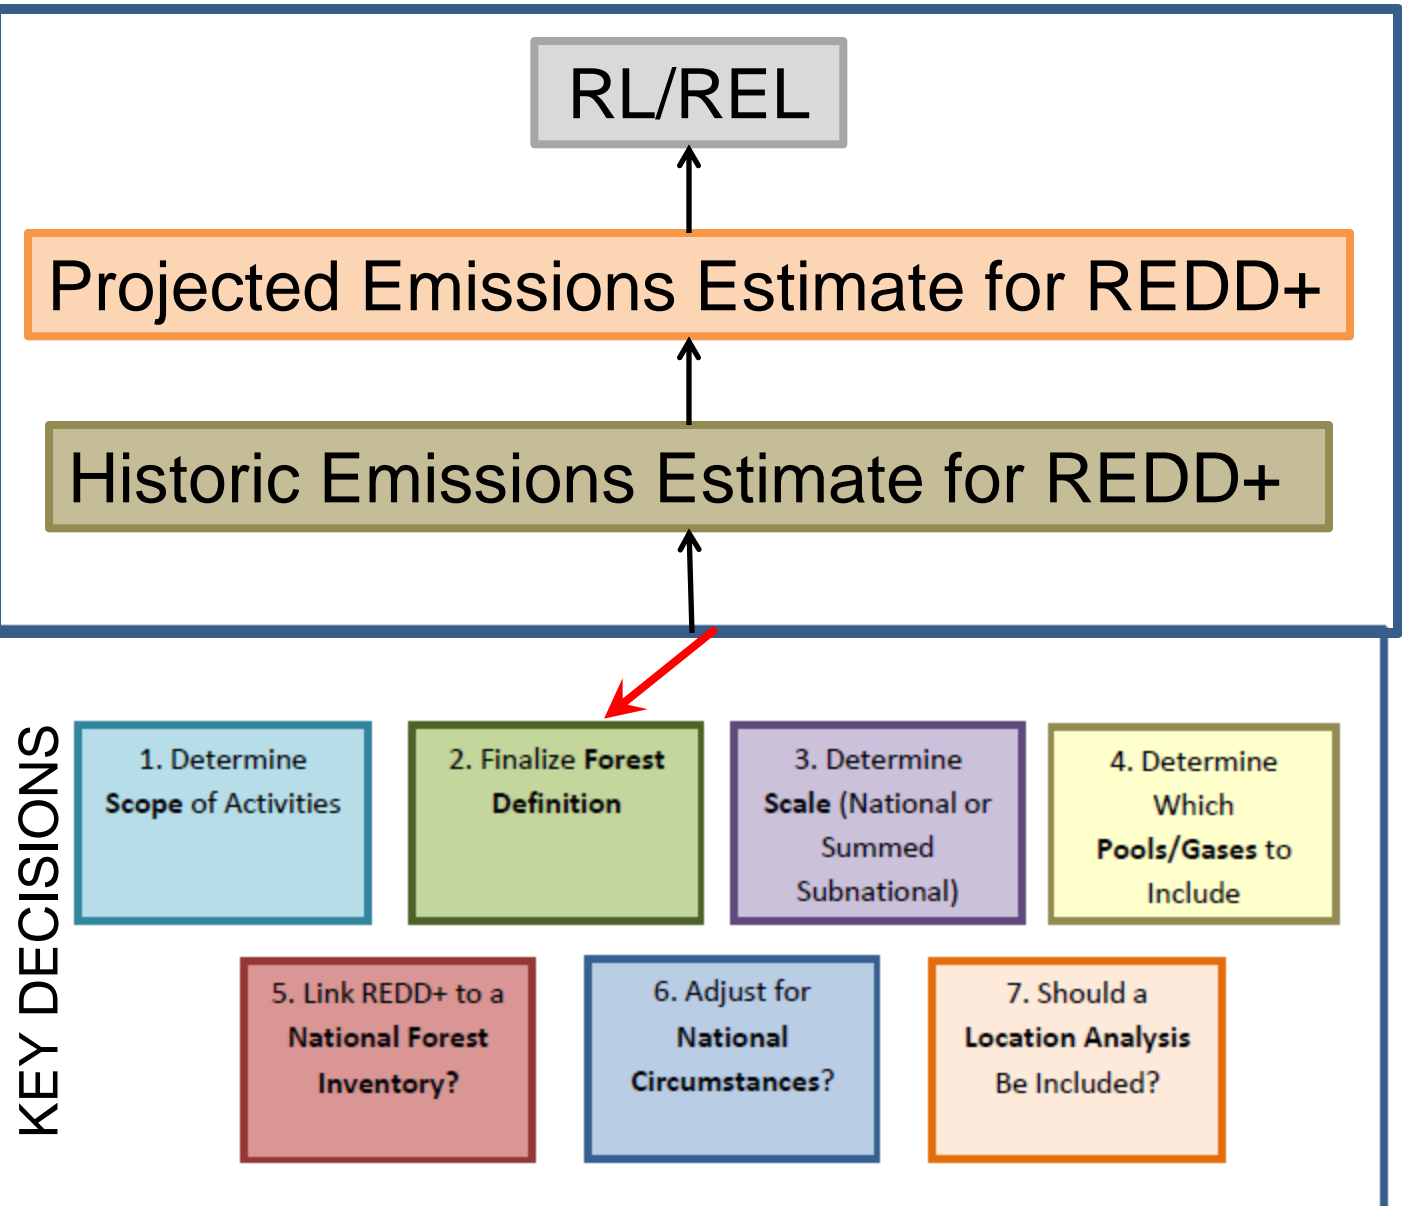 RL/REL
Projected Emissions Estimate for REDD+
Historic Emissions Estimate for REDD+
KEY DECISIONS
1. Determine
Scope of Activities
2. Finalize Forest
Definition
3. Determine
Scale (National or
Summed
Subnational)
4. Determine
Which
Pools/Gases to
Include
5. Link REDD+ to a
National Forest
Inventory?
6. Adjust for
National
Circumstances?
7. Should a
Location Analysis
Be Included?